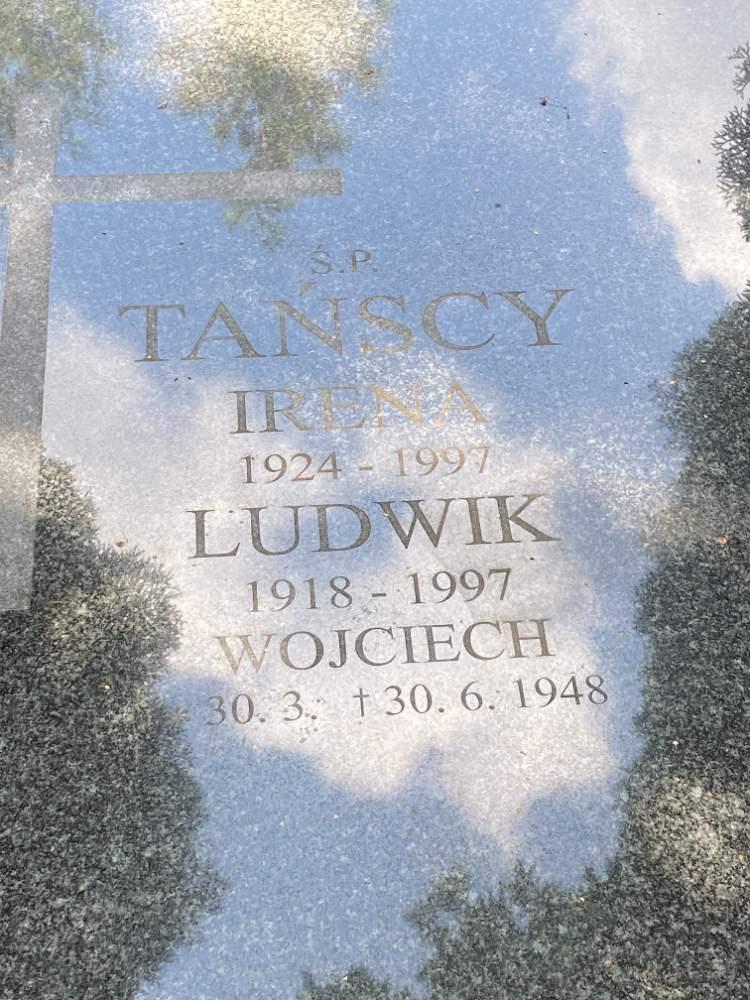 Ś.P.
TAŃSCY
IRENA
1924 - 1997
LUDWIK
1918 - 1997
WOJCIECH
* 30. 3. † 30. 6. 1948